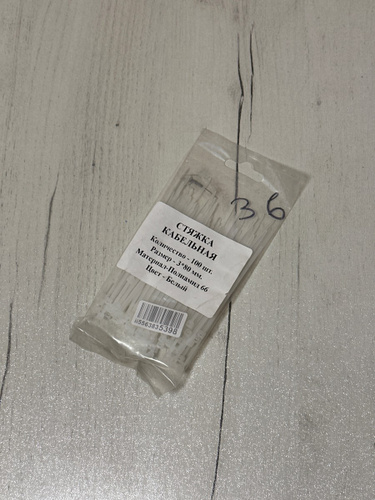 36
СТЯЖКА
КАБЕЛЬНАЯ
Количество - 100 шт.
Размер - 3*80 мм.
Материал-Полиамид 66
Цвет - Белый